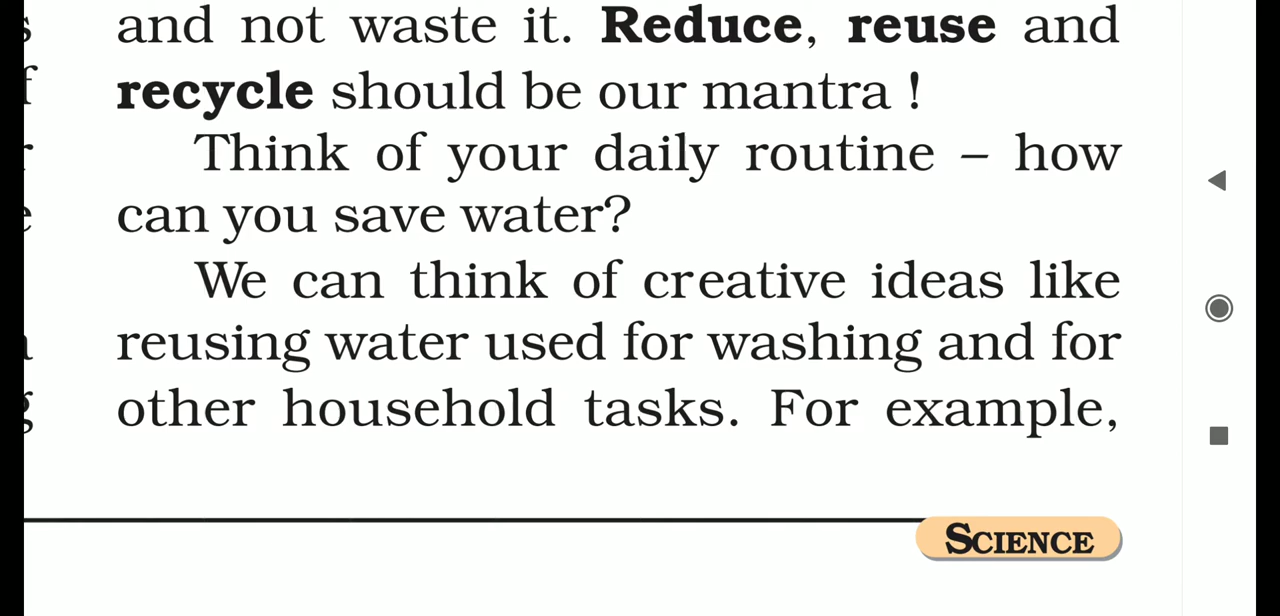 and not waste it. Reduce, reuse and
recycle should be our mantra !
Think of your daily routine – how
can you save water?
We can think of creative ideas like
reusing water used for washing and for
other household tasks. For example,
SCIENCE